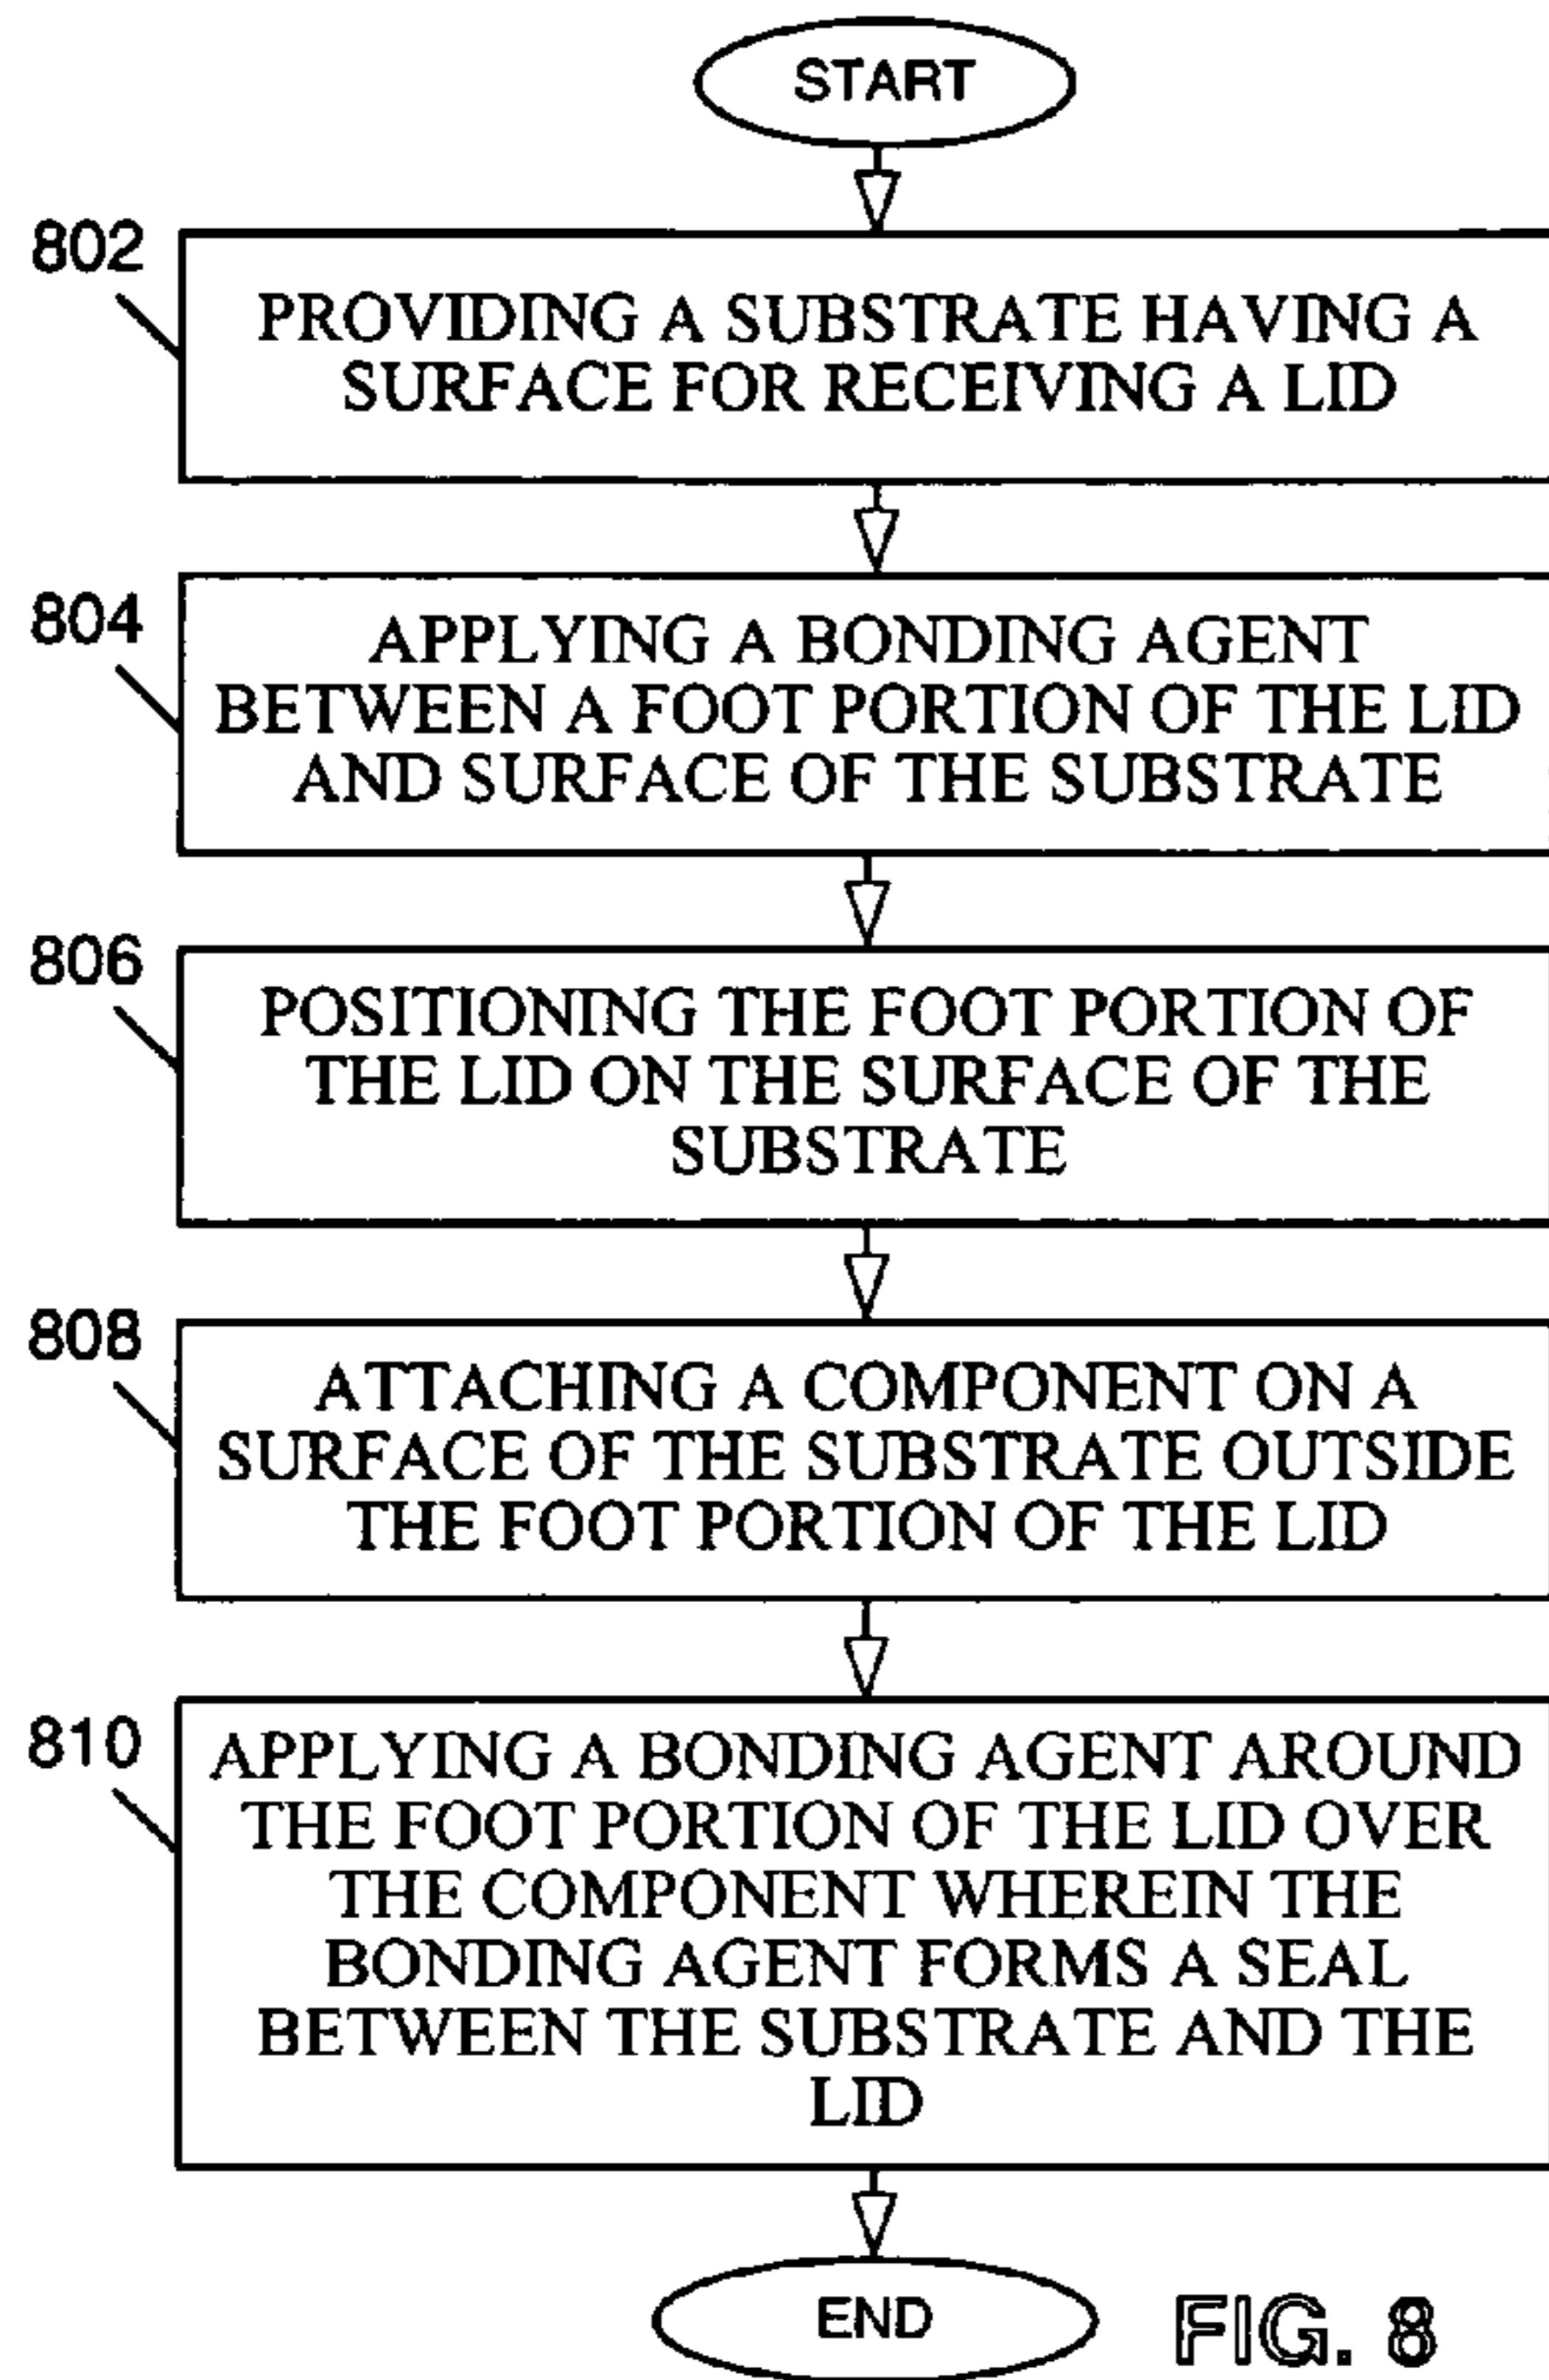 START
802
PROVIDING A SUBSTRATE HAVING A
SURFACE FOR RECEIVING A LID
804
APPLYING A BONDING AGENT
BETWEEN A FOOT PORTION OF THE LID
AND SURFACE OF THE SUBSTRATE
806
POSITIONING THE FOOT PORTION OF
THE LID ON THE SURFACE OF THE
SUBSTRATE
808
ATTACHING A COMPONENT ON A
SURFACE OF THE SUBSTRATE OUTSIDE
THE FOOT PORTION OF THE LID
810
APPLYING A BONDING AGENT AROUND
THE FOOT PORTION OF THE LID OVER
THE COMPONENT WHEREIN THE
BONDING AGENT FORMS A SEAL
BETWEEN THE SUBSTRATE AND THE
LID
END
FIG. 8